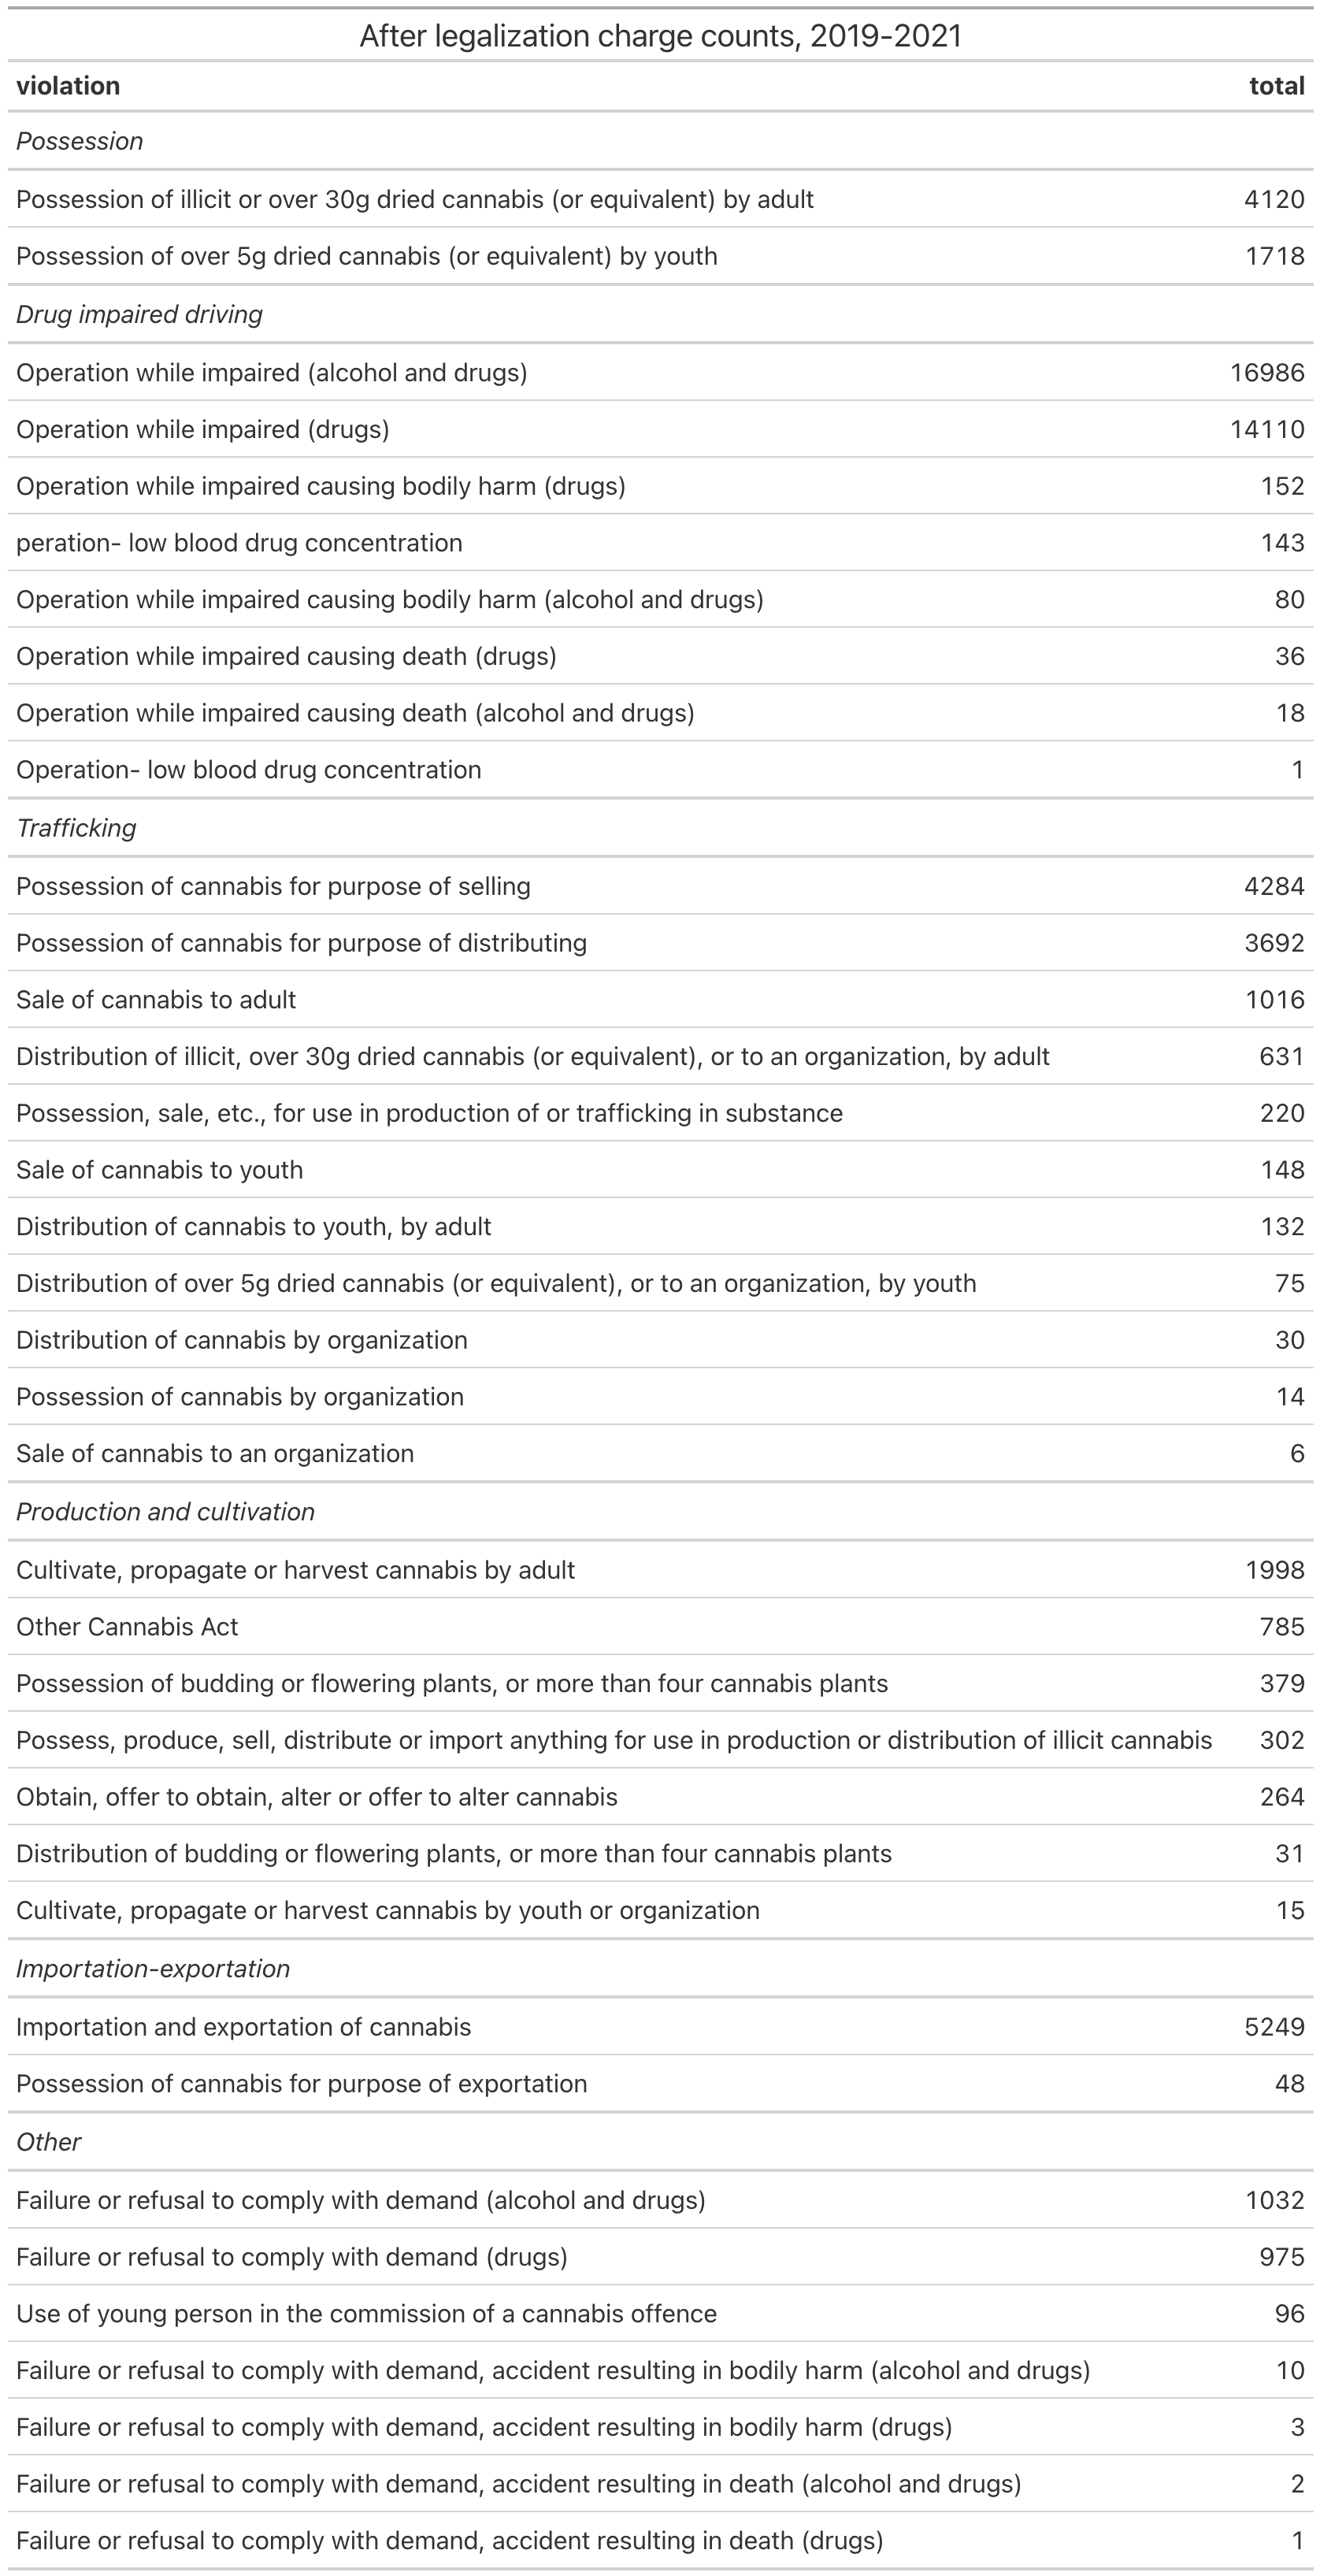 After legalization charge counts, 2019-2021
violation total
Possession
Possession of illicit or over 30g dried cannabis (or equivalent) by adult 4120
Possession of over 5g dried cannabis (or equivalent) by youth 1718
Drug impaired driving
Operation while impaired (alcohol and drugs) 16986
Operation while impaired (drugs) 14110
Operation while impaired causing bodily harm (drugs) 152
peration- low blood drug concentration 143
Operation while impaired causing bodily harm (alcohol and drugs) 80
Operation while impaired causing death (drugs) 36
Operation while impaired causing death (alcohol and drugs) 18
Operation- low blood drug concentration 1
Trafficking
Possession of cannabis for purpose of selling 4284
Possession of cannabis for purpose of distributing 3692
Sale of cannabis to adult 1016
Distribution of illicit, over 30g dried cannabis (or equivalent), or to an organization, by adult 631
Possession, sale, etc., for use in production of or trafficking in substance 220
Sale of cannabis to youth 148
Distribution of cannabis to youth, by adult 132
Distribution of over 5g dried cannabis (or equivalent), or to an organization, by youth 75
Distribution of cannabis by organization 30
Possession of cannabis by organization 14
Sale of cannabis to an organization 6
Production and cultivation
Cultivate, propagate or harvest cannabis by adult 1998
Other Cannabis Act 785
Possession of budding or flowering plants, or more than four cannabis plants 379
Possess, produce, sell, distribute or import anything for use in production or distribution of illicit cannabis 302
Obtain, offer to obtain, alter or offer to alter cannabis 264
Distribution of budding or flowering plants, or more than four cannabis plants 31
Cultivate, propagate or harvest cannabis by youth or organization 15
Importation-exportation
Importation and exportation of cannabis 5249
Possession of cannabis for purpose of exportation 48
Other
Failure or refusal to comply with demand (alcohol and drugs) 1032
Failure or refusal to comply with demand (drugs) 975
Use of young person in the commission of a cannabis offence 96
Failure or refusal to comply with demand, accident resulting in bodily harm (alcohol and drugs) 10
Failure or refusal to comply with demand, accident resulting in bodily harm (drugs) 3
Failure or refusal to comply with demand, accident resulting in death (alcohol and drugs) 2
Failure or refusal to comply with demand, accident resulting in death (drugs) 1